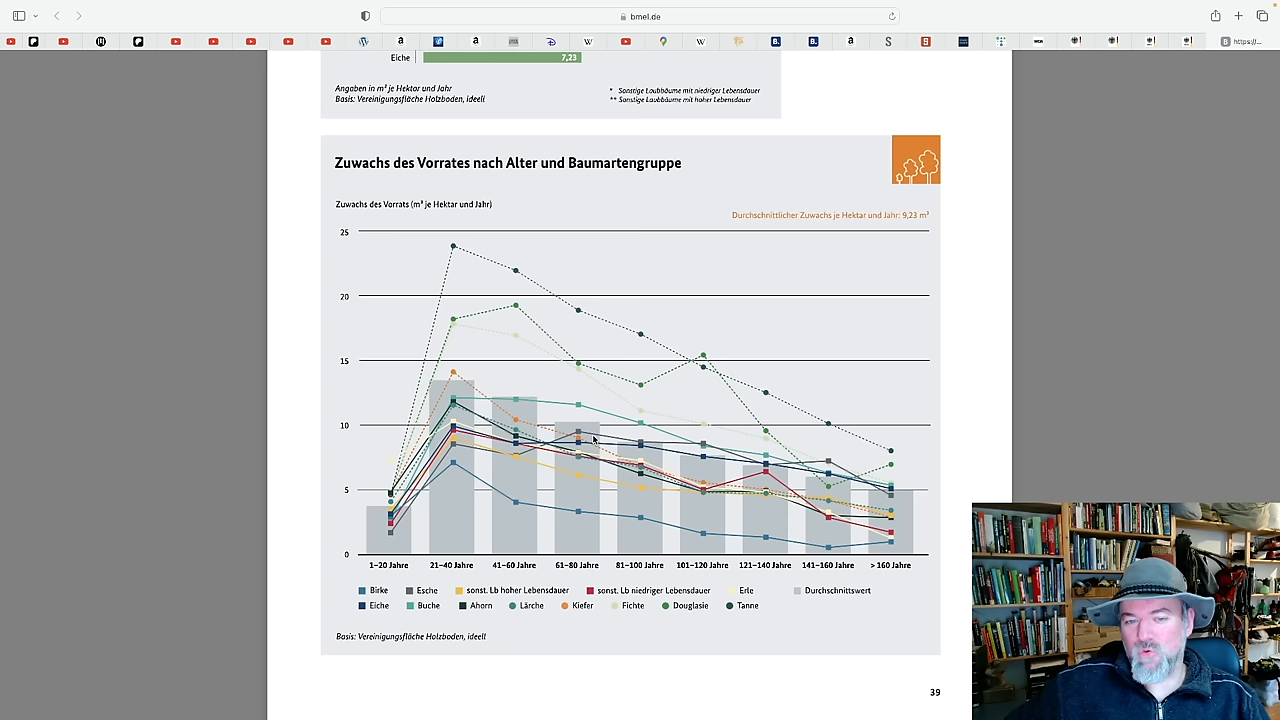 bmel.de
https://...
Eiche
7,23
Angaben in m³ je Hektar und Jahr
Basis: Vereinigungsfläche Holzboden, ideell
* Sonstige Laubbäume mit niedriger Lebensdauer
** Sonstige Laubbäume mit hoher Lebensdauer
Zuwachs des Vorrates nach Alter und Baumartengruppe
Zuwachs des Vorrats (m³ je Hektar und Jahr)
Durchschnittlicher Zuwachs je Hektar und Jahr: 9,23 m³
25
20
15
10
5
0
1–20 Jahre 21–40 Jahre 41–60 Jahre 61–80 Jahre 81–100 Jahre 101–120 Jahre 121–140 Jahre 141–160 Jahre > 160 Jahre
Birke Esche sonst. Lb hoher Lebensdauer sonst. Lb niedriger Lebensdauer Erle Durchschnittswert
Eiche Buche Ahorn Lärche Kiefer Fichte Douglasie Tanne
Basis: Vereinigungsfläche Holzboden, ideell
39